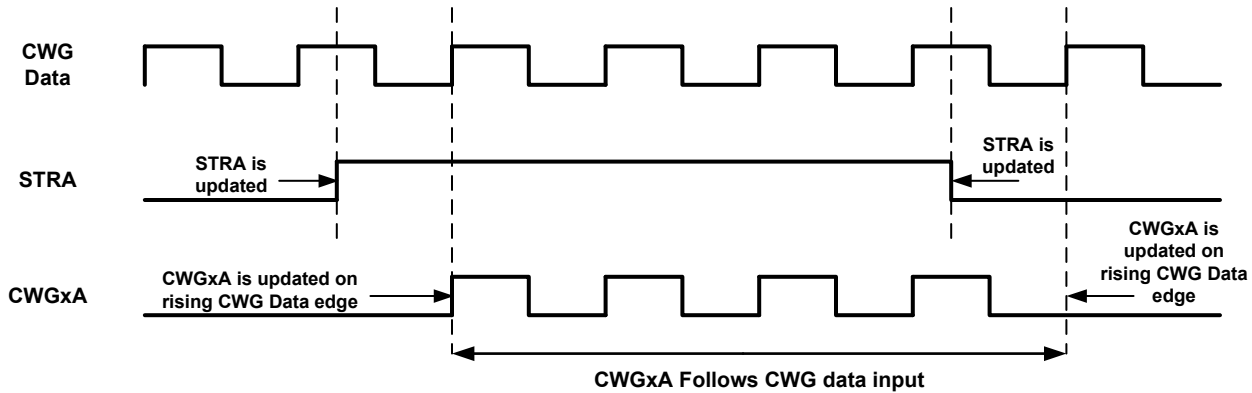 CWG
Data
STRA
STRA is
updated
STRA is
updated
CWGxA
CWGxA is updated on
rising CWG Data edge
CWGxA is
updated on
rising CWG Data
edge
CWGxA Follows CWG data input